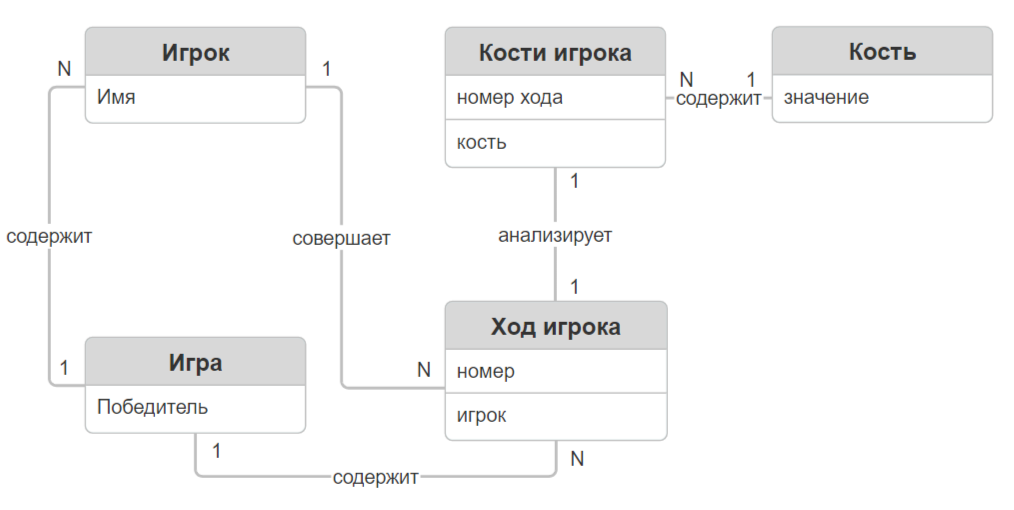 Игрок
Имя
N
1
Кости игрока
номер хода
кость
N
1
содержит
Кость
значение
1
содержит
совершает
анализирует
1
Игра
Победитель
1
N
Ход игрока
номер
игрок
1
N
содержит